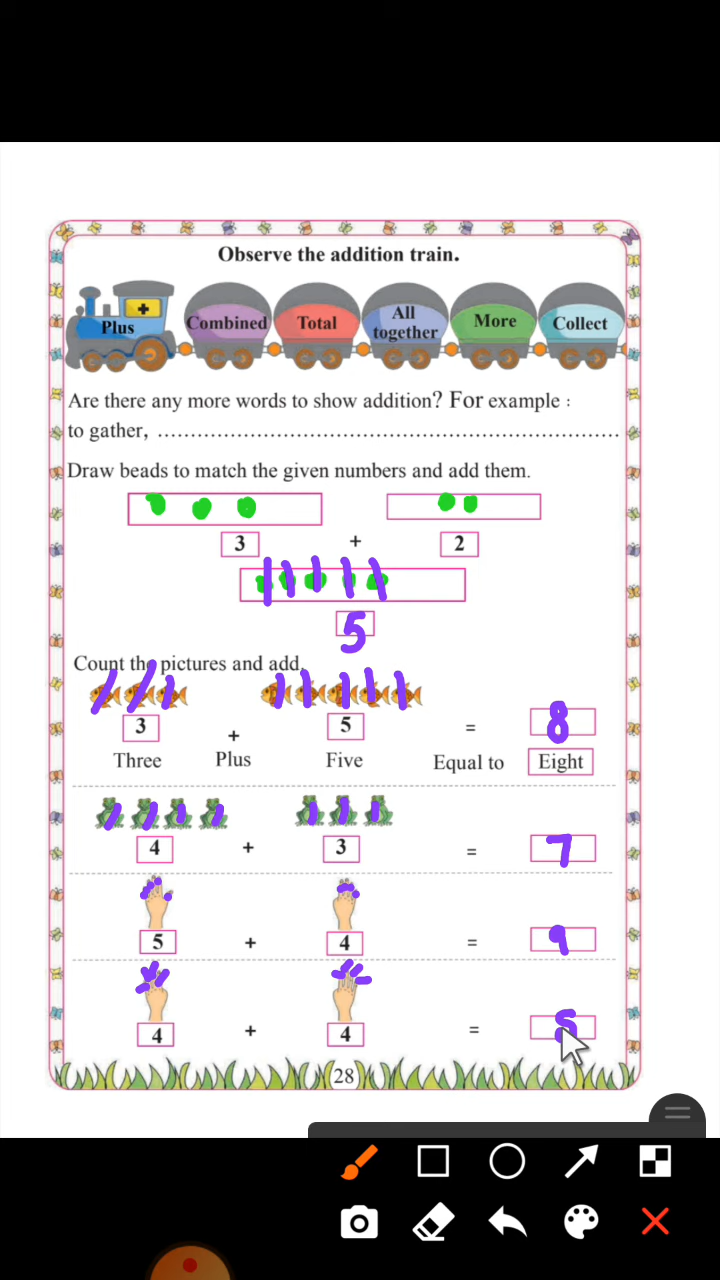 Observe the addition train.
+
Plus Combined Total All together More Collect
Are there any more words to show addition? For example :
to gather, ........................................................................
Draw beads to match the given numbers and add them.
3 + 2
5
Count the pictures and add.
3 + 5 = 8
Three Plus Five Equal to Eight
4 + 3 = 7
5 + 4 = 9
4 + 4 =
28